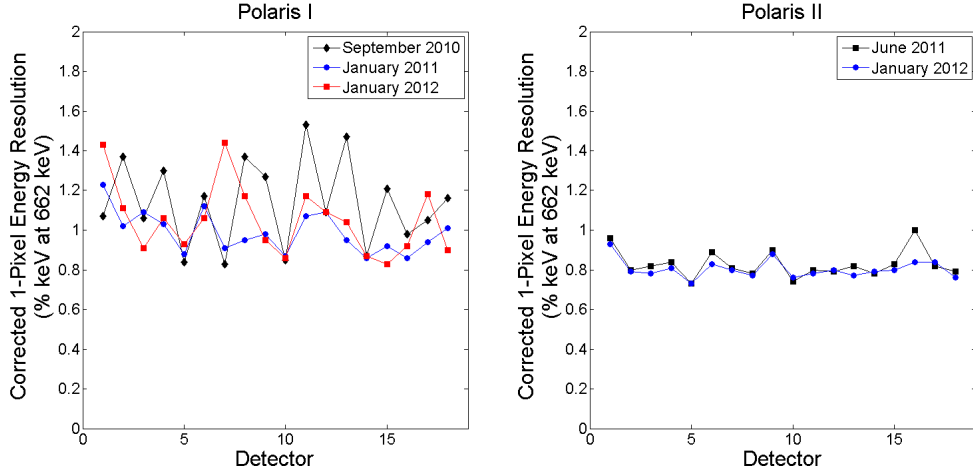 Polaris I
Corrected 1-Pixel Energy Resolution
(% keV at 662 keV)
2
1.8
1.6
1.4
1.2
1
0.8
0.6
0.4
0.2
0
0
5
10
15
Detector
September 2010
January 2011
January 2012
Polaris II
Corrected 1-Pixel Energy Resolution
(% keV at 662 keV)
2
1.8
1.6
1.4
1.2
1
0.8
0.6
0.4
0.2
0
0
5
10
15
Detector
June 2011
January 2012